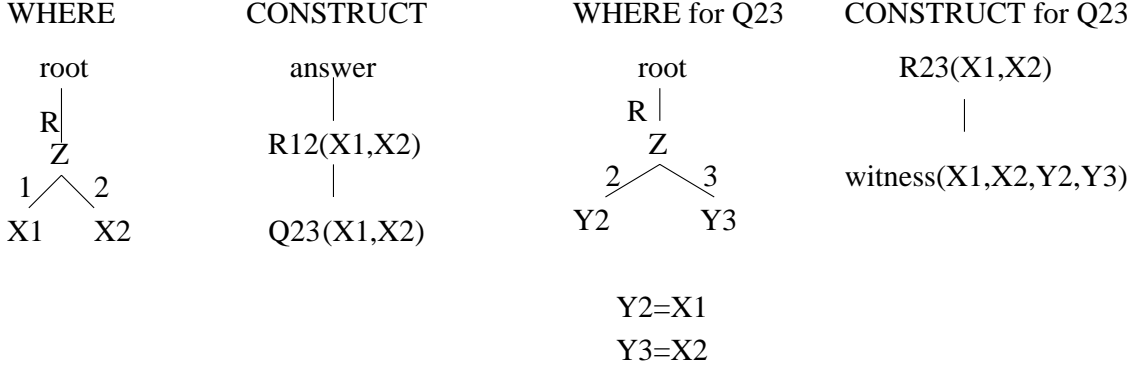 WHERE CONSTRUCT WHERE for Q23 CONSTRUCT for Q23
root answer root R23(X1,X2)
R R12(X1,X2) R
Z Z
1 2 2 3 witness(X1,X2,Y2,Y3)
X1 X2 Q23(X1,X2) Y2 Y3
Y2=X1
Y3=X2